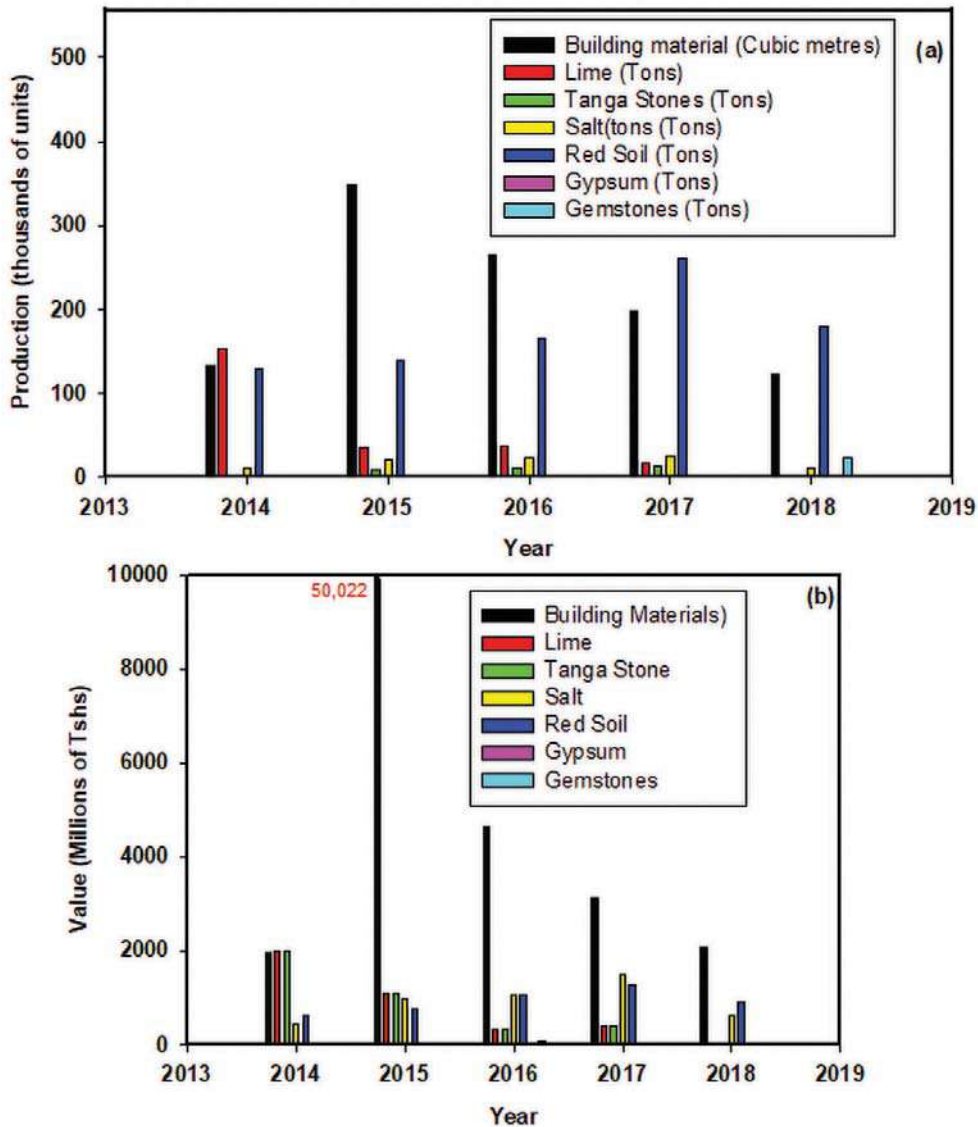 (a)
Building material (Cubic metres)
Lime (Tons)
Tanga Stones (Tons)
Salt(tons (Tons)
Red Soil (Tons)
Gypsum (Tons)
Gemstones (Tons)
Production (thousands of units)
500
400
300
200
100
0
2013 2014 2015 2016 2017 2018 2019
Year
(b)
50,022
Building Materials)
Lime
Tanga Stone
Salt
Red Soil
Gypsum
Gemstones
Value (Millions of Tshs)
10000
8000
6000
4000
2000
0
2013 2014 2015 2016 2017 2018 2019
Year